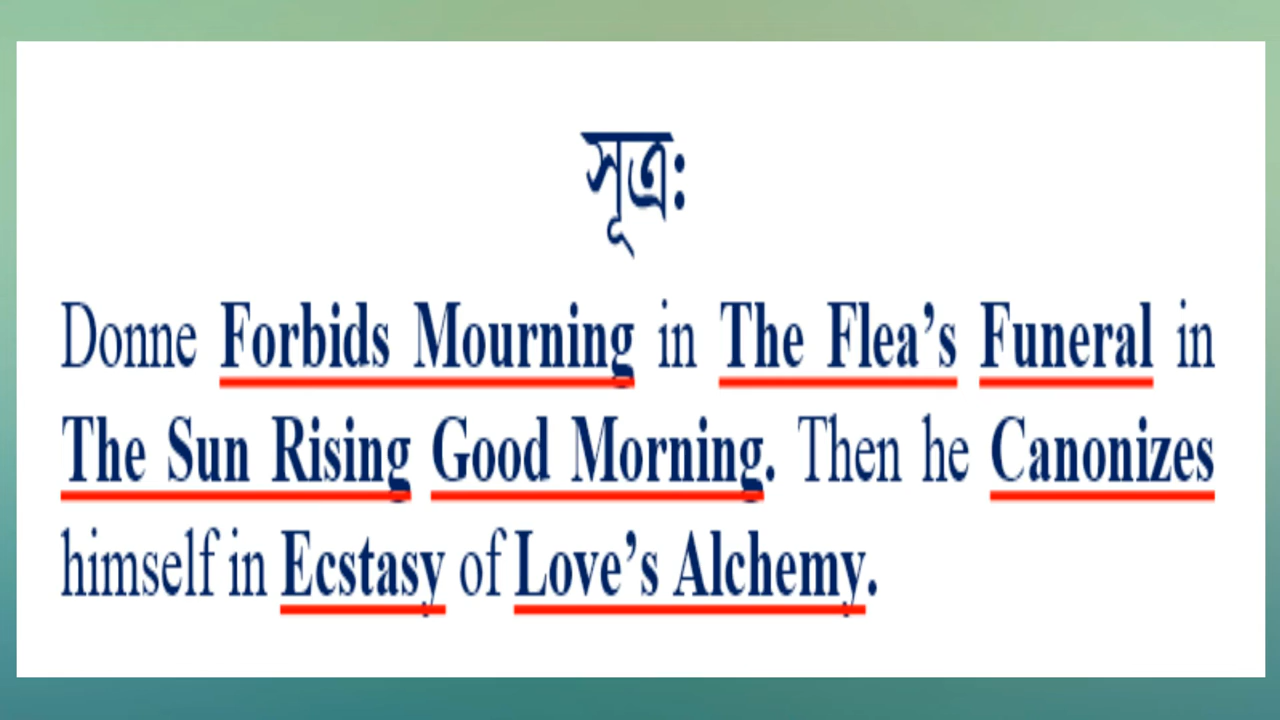 সূত্রঃ
Donne Forbids Mourning in The Flea’s Funeral in
The Sun Rising Good Morning. Then he Canonizes
himself in Ecstasy of Love’s Alchemy.